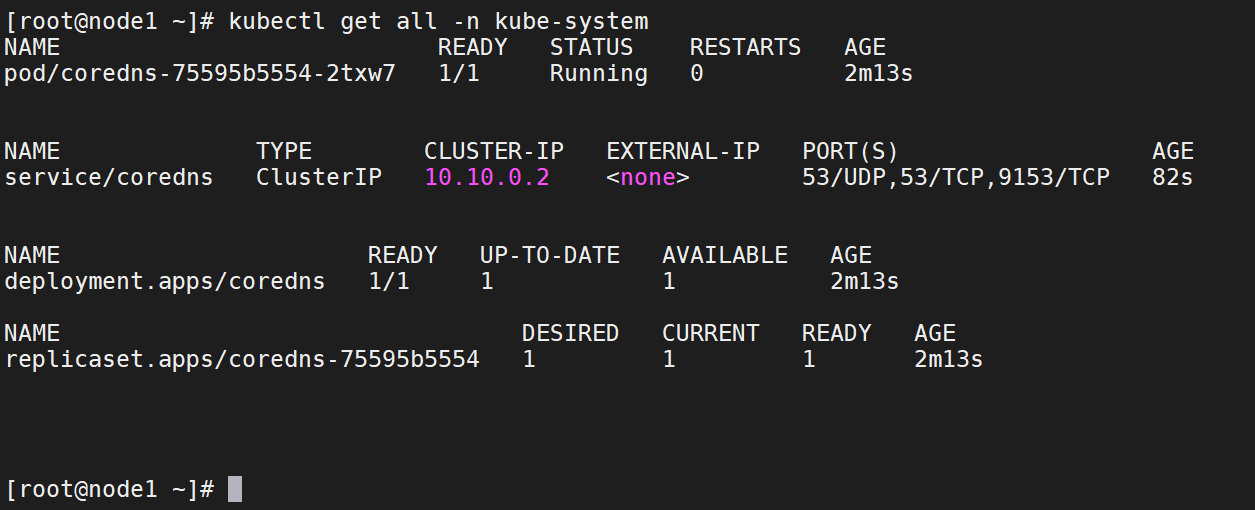 [root@node1 ~]# kubectl get all -n kube-system
NAME                           READY   STATUS    RESTARTS   AGE
pod/coredns-75595b5554-2txw7   1/1     Running   0          2m13s
NAME              TYPE        CLUSTER-IP   EXTERNAL-IP   PORT(S)                  AGE
service/coredns   ClusterIP   10.10.0.2    <none>        53/UDP,53/TCP,9153/TCP   82s
NAME                      READY   UP-TO-DATE   AVAILABLE   AGE
deployment.apps/coredns   1/1     1            1           2m13s
NAME                                 DESIRED   CURRENT   READY   AGE
replicaset.apps/coredns-75595b5554   1         1         1       2m13s
[root@node1 ~]#